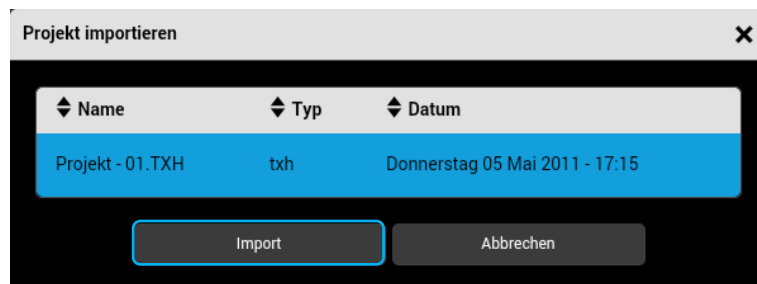 Projekt importieren
Name Typ Datum
Projekt - 01.TXH txh Donnerstag 05 Mai 2011 - 17:15
Import Abbrechen